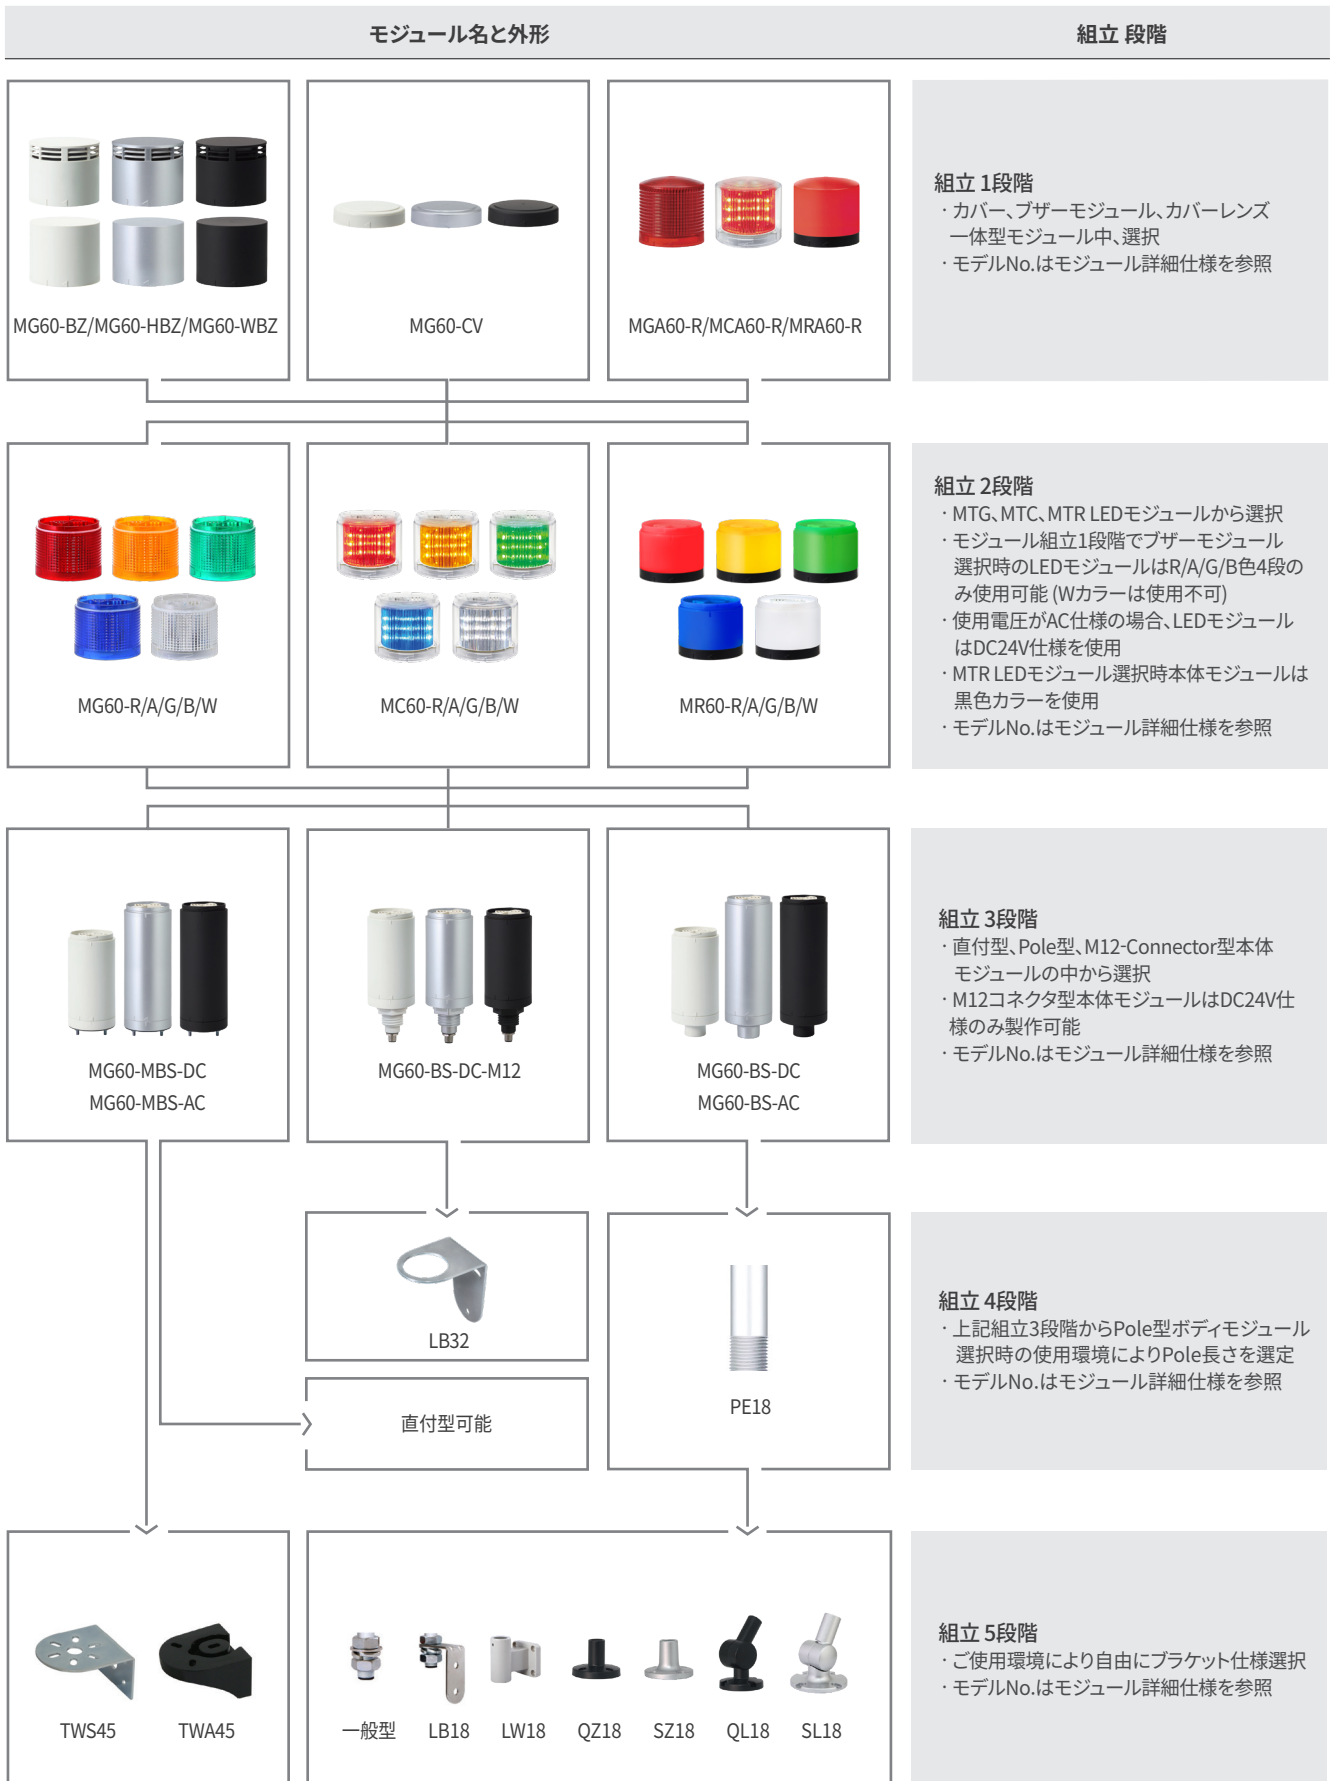 モジュール名と外形
組立 段階
MG60-BZ/MG60-HBZ/MG60-WBZ
MG60-CV
MGA60-R/MCA60-R/MRA60-R
組立 1段階
· カバー、ブザーモジュール、カバーレンズ
一体型モジュール中、選択
· モデルNo.はモジュール詳細仕様を参照
MG60-R/A/G/B/W
MC60-R/A/G/B/W
MR60-R/A/G/B/W
組立 2段階
· MTG、MTC、MTR LEDモジュールから選択
· モジュール組立1段階でブザーモジュール
選択時のLEDモジュールはR/A/G/B色4段の
み使用可能 (Wカラーは使用不可)
· 使用電圧がAC仕様の場合、LEDモジュール
はDC24V仕様を使用
· MTR LEDモジュール選択時本体モジュールは
黒色カラーを使用
· モデルNo.はモジュール詳細仕様を参照
MG60-MBS-DC
MG60-MBS-AC
MG60-BS-DC-M12
MG60-BS-DC
MG60-BS-AC
組立 3段階
· 直付型、Pole型、M12-Connector型本体
モジュールの中から選択
· M12コネクタ型本体モジュールはDC24V仕
様のみ製作可能
· モデルNo.はモジュール詳細仕様を参照
LB32
直付型可能
PE18
組立 4段階
· 上記組立3段階からPole型ボディモジュール
選択時の使用環境によりPole長さを選定
· モデルNo.はモジュール詳細仕様を参照
TWS45
TWA45
一般型
LB18
LW18
QZ18
SZ18
QL18
SL18
組立 5段階
· ご使用環境により自由にブラケット仕様選択
· モデルNo.はモジュール詳細仕様を参照